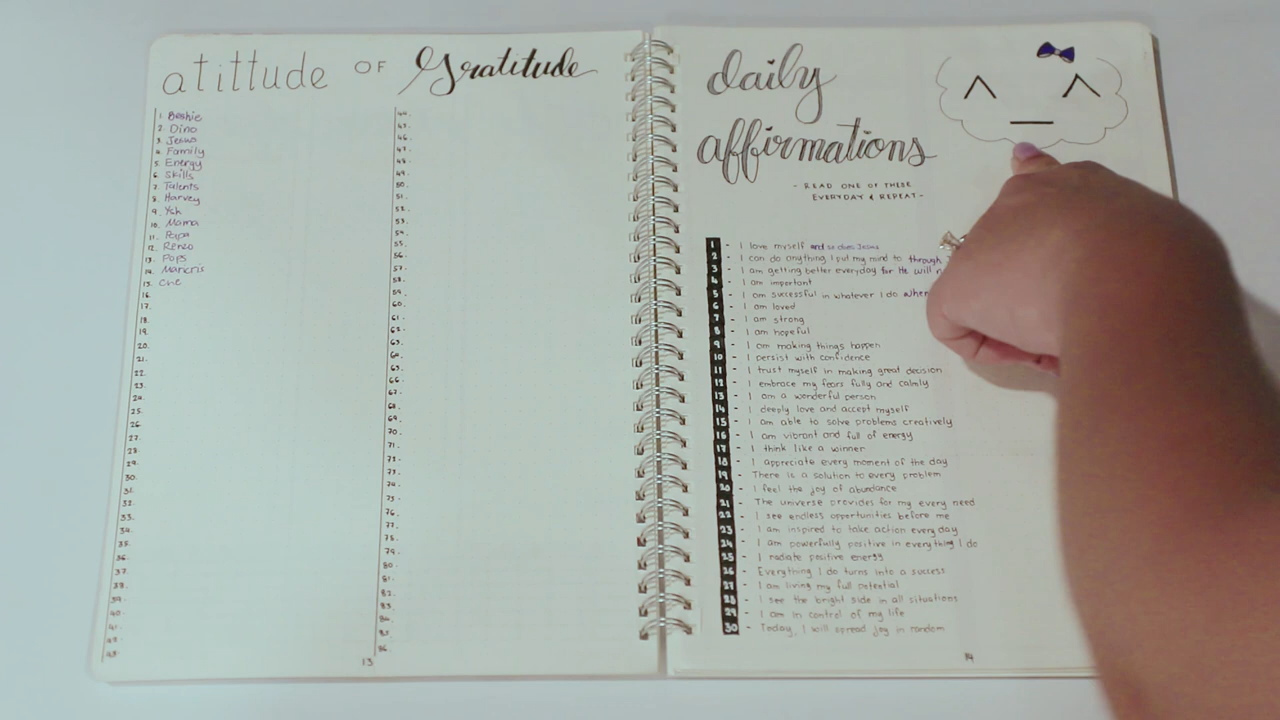 atittude OF Gratitude
1. Beshie
2. Dino
3. Jesus
4. Family
5. Energy
6. Skills
7. Talents
8. Harvey
9. Ysh
10. Mama
11. Papa
12. Renzo
13. Pops
14. Maricris
15. Che
16.
17.
18.
19.
20.
21.
22.
23.
24.
25.
26.
27.
28.
29.
30.
31.
32.
33.
34.
35.
36.
37.
38.
39.
40.
41.
42.
43.
44.
45.
46.
47.
48.
49.
50.
51.
52.
53.
54.
55.
56.
57.
58.
59.
60.
61.
62.
63.
64.
65.
66.
67.
68.
69.
70.
71.
72.
73.
74.
75.
76.
77.
78.
79.
80.
81.
82.
83.
84.
85.
86.
13
daily
affirmations
- READ ONE OF THESE
EVERYDAY & REPEAT -
1 - I love myself and so does Jesus
2 - I can do anything I put my mind to through
3 - I am getting better everyday for He will
4 - I am important
5 - I am successful in whatever I do when
6 - I am loved
7 - I am strong
8 - I am hopeful
9 - I am making things happen
10 - I persist with confidence
11 - I trust myself in making great decision
12 - I embrace my fears fully and calmly
13 - I am a wonderful person
14 - I deeply love and accept myself
15 - I am able to solve problems creatively
16 - I am vibrant and full of energy
17 - I think like a winner
18 - I appreciate every moment of the day
19 - There is a solution to every problem
20 - I feel the joy of abundance
21 - The universe provides for my every need
22 - I see endless opportunities before me
23 - I am inspired to take action everyday
24 - I am powerfully positive in everything I do
25 - I radiate positive energy
26 - Everything I do turns into a success
27 - I am living my full potential
28 - I see the bright side in all situations
29 - I am in control of my life
30 - Today, I will spread joy in random
14